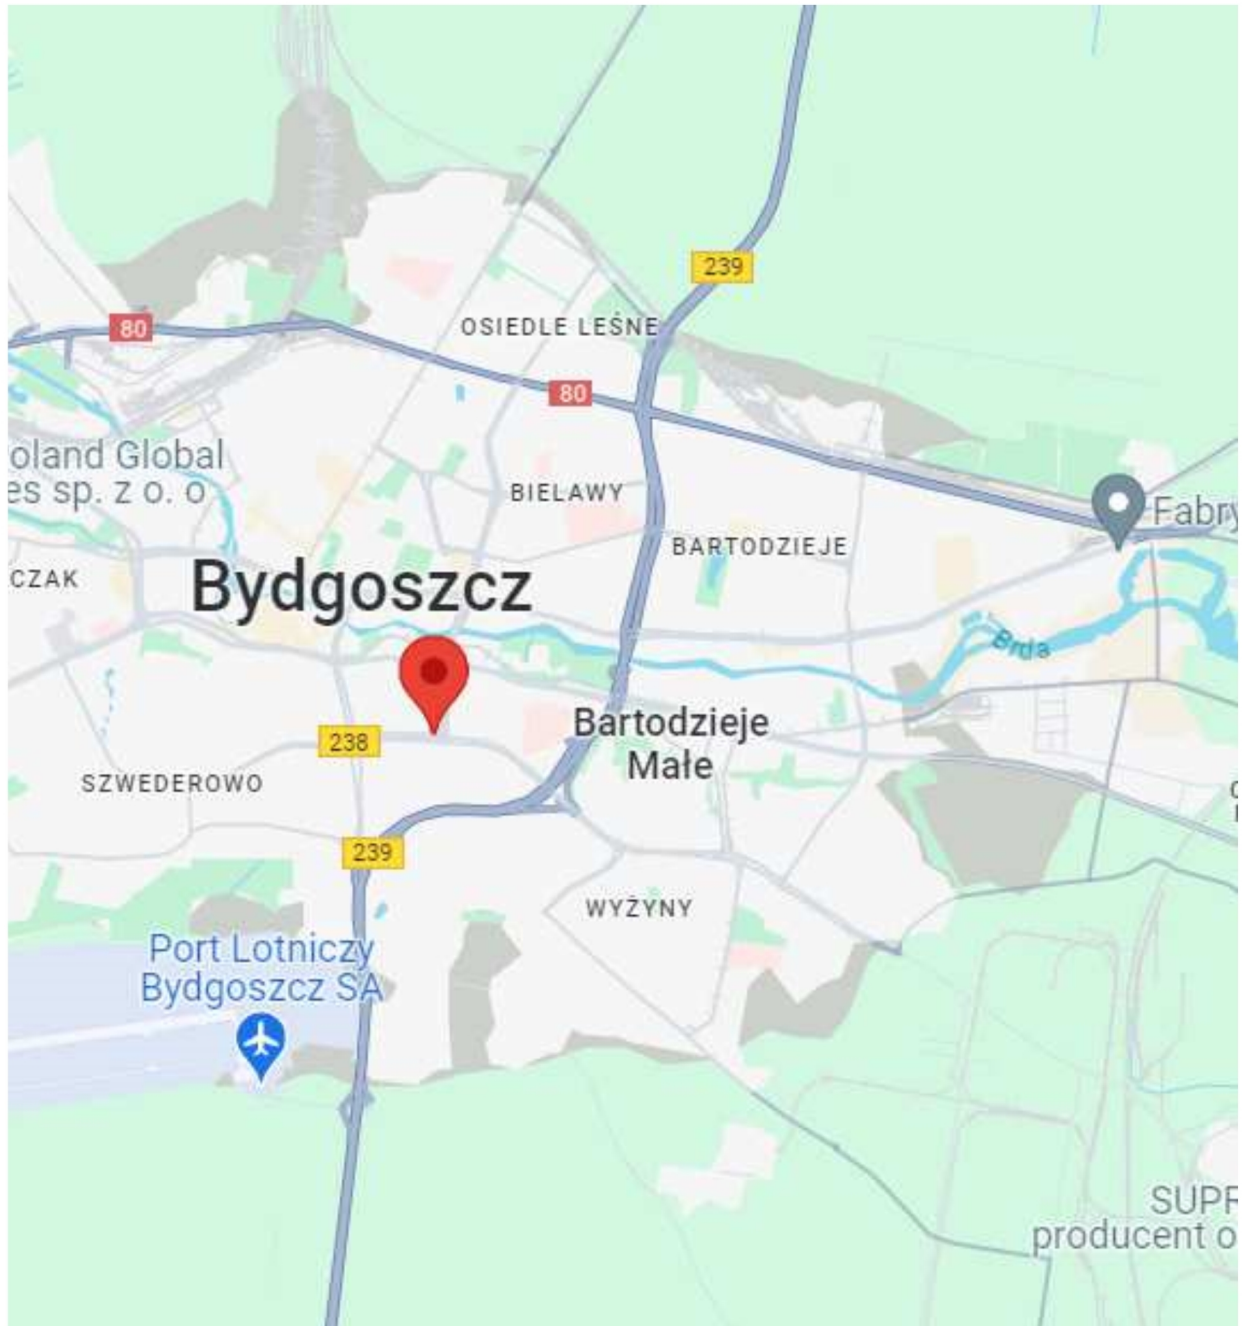 239
OSIEDLE LEŚNE
80
80
oland Global
es sp. z o. o
BIELAWY
Fabry
BARTODZIEJE
CZAK
Bydgoszcz
Brda
Bartodzieje
Małe
238
SZWEDEROWO
239
WYŻYNY
Port Lotniczy
Bydgoszcz SA
SUPR
producent o